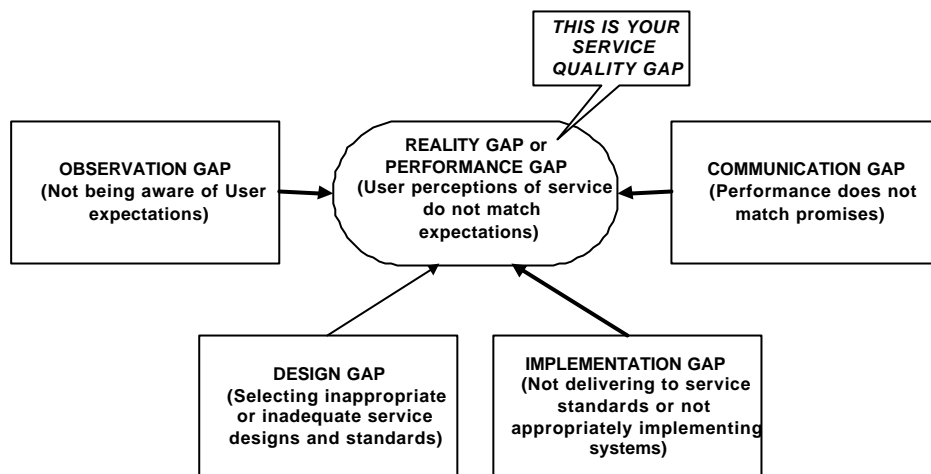 THIS IS YOUR
SERVICE
QUALITY GAP
OBSERVATION GAP
(Not being aware of User
expectations)
REALITY GAP or
PERFORMANCE GAP
(User perceptions of service
do not match
expectations)
COMMUNICATION GAP
(Performance does not
match promises)
DESIGN GAP
(Selecting inappropriate
or inadequate service
designs and standards)
IMPLEMENTATION GAP
(Not delivering to service
standards or not
appropriately implementing
systems)